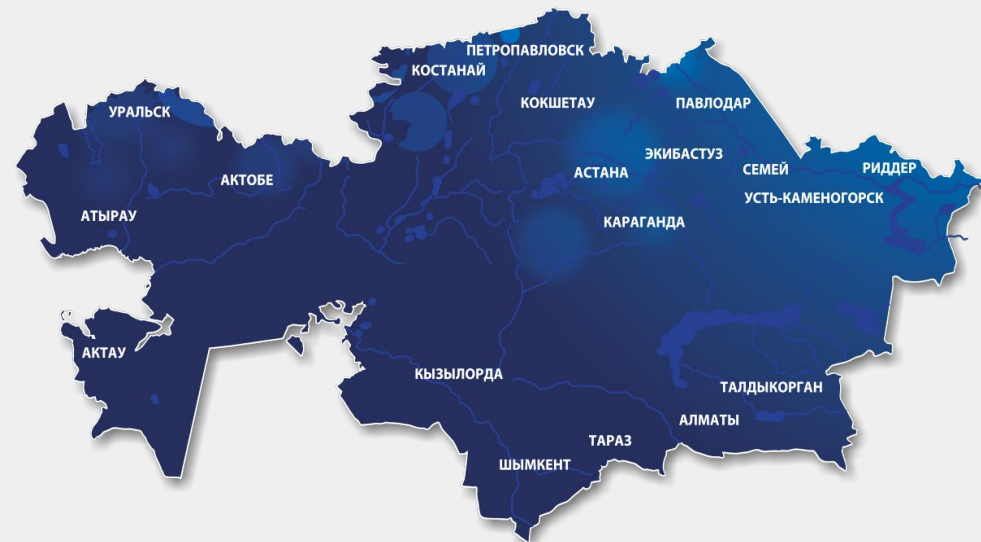 ПЕТРОПАВЛОВСК
КОСТАНАЙ
КОКШЕТАУ
ПАВЛОДАР
УРАЛЬСК
ЭКИБАСТУЗ
АСТАНА
СЕМЕЙ
РИДДЕР
АКТОБЕ
УСТЬ-КАМЕНОГОРСК
АТЫРАУ
КАРАГАНДА
АКТАУ
КЫЗЫЛОРДА
ТАЛДЫКОРГАН
АЛМАТЫ
ТАРАЗ
ШЫМКЕНТ